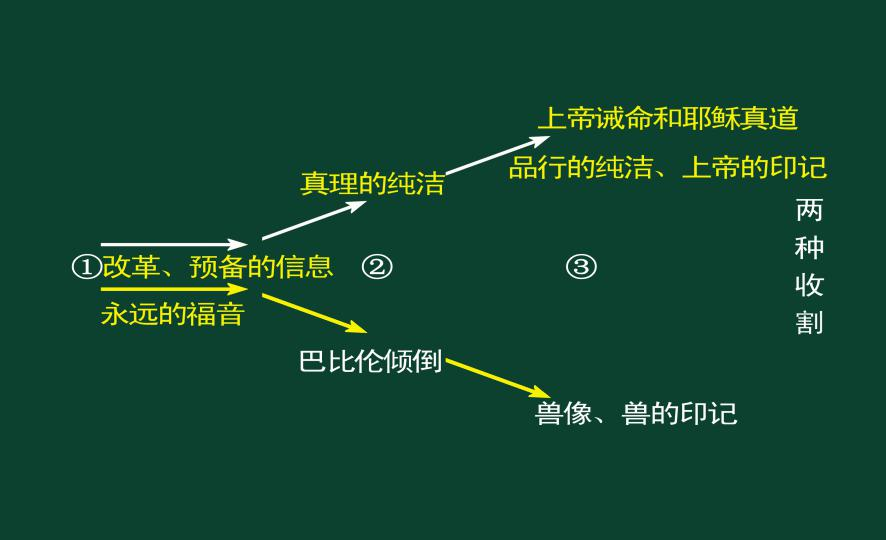 上帝诫命和耶稣真道
品行的纯洁、上帝的印记
真理的纯洁
两种收割
①改革、预备的信息
②
③
永远的福音
巴比伦倾倒
兽像、兽的印记